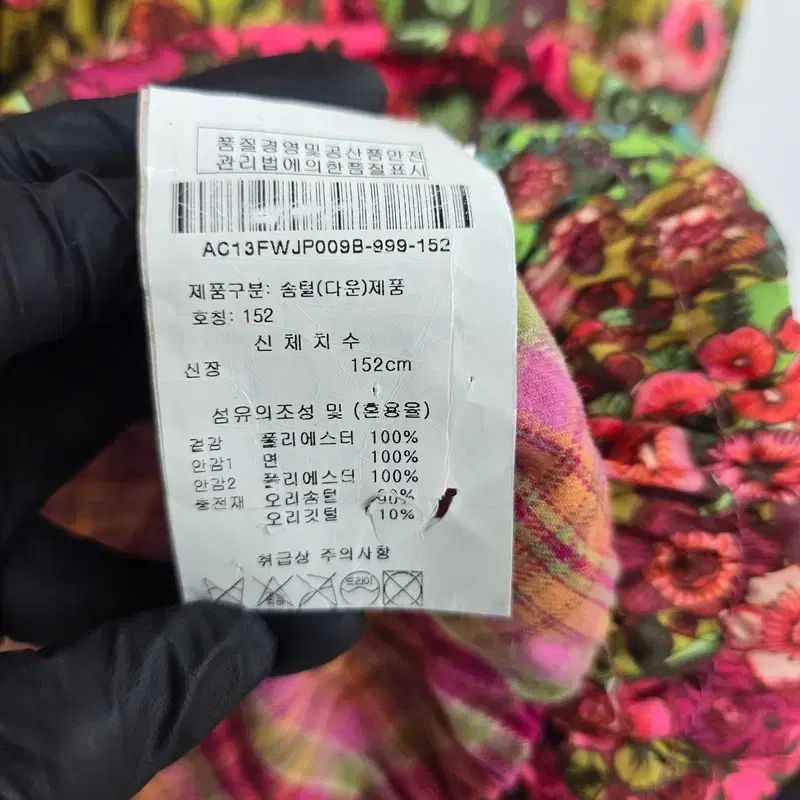 품질경영및공산품안전
관리법에의한품질표시
AC13FWJP009B-999-152
제품구분: 솜털(다운)제품
호칭: 152
신체치수
신장 152cm
섬유의조성 및 (혼용율)
겉감 폴리에스터 100%
안감1 면 100%
안감2 폴리에스터 100%
충전재 오리솜털 90%
오리깃털 10%
취급상 주의사항
드라이